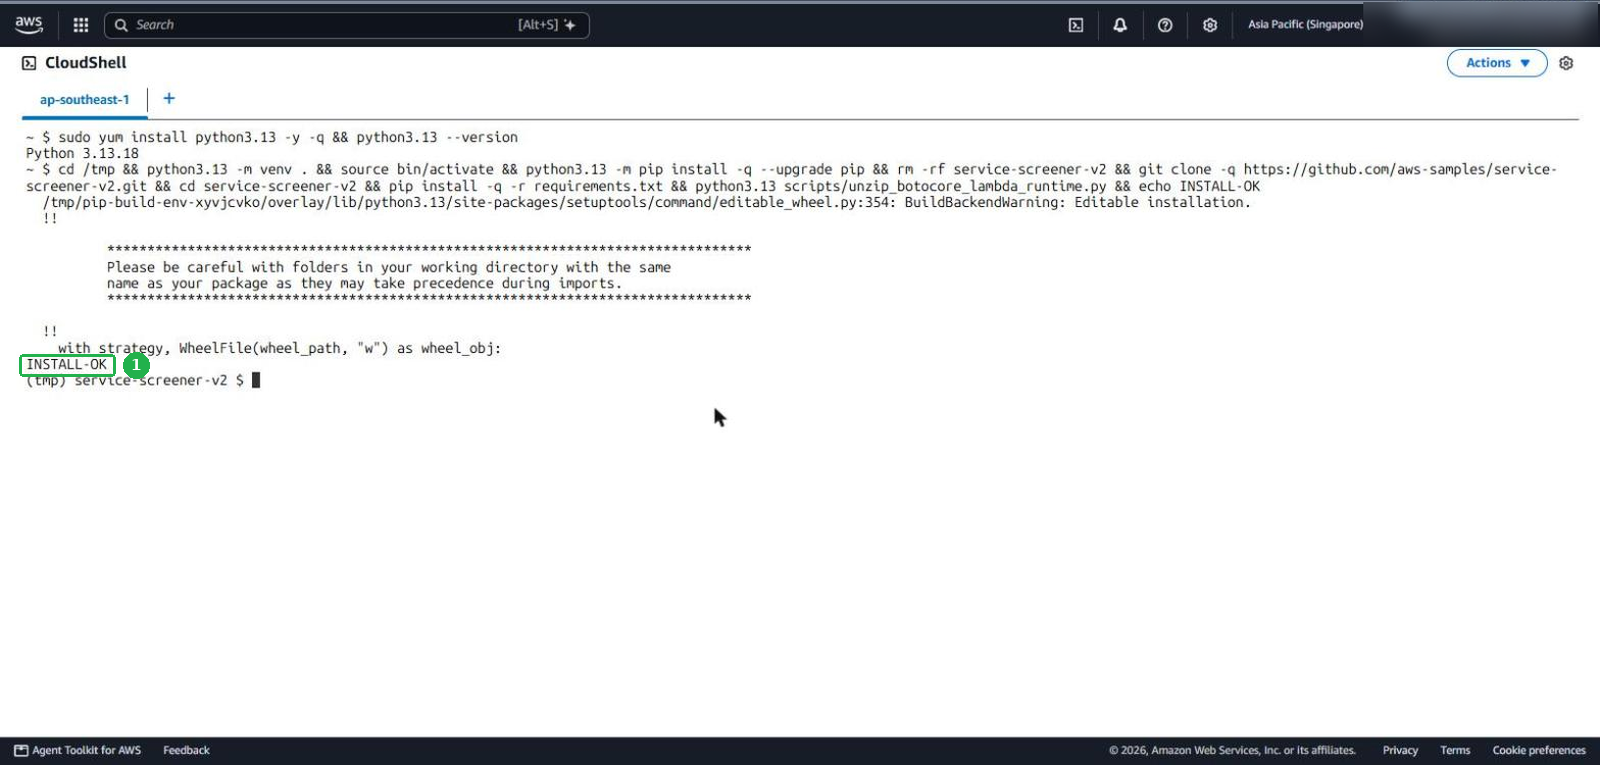 aws
Search
[Alt+S]
Asia Pacific (Singapore)
CloudShell
Actions
ap-southeast-1
+
~ $ sudo yum install python3.13 -y -q && python3.13 --version
Python 3.13.18
~ $ cd /tmp && python3.13 -m venv . && source bin/activate && python3.13 -m pip install -q --upgrade pip && rm -rf service-screener-v2 && git clone -q https://github.com/aws-samples/service-
screener-v2.git && cd service-screener-v2 && pip install -q -r requirements.txt && python3.13 scripts/unzip_botocore_lambda_runtime.py && echo INSTALL-OK
/tmp/pip-build-env-xyvjcvko/overlay/lib/python3.13/site-packages/setuptools/command/editable_wheel.py:354: BuildBackendWarning: Editable installation.
!!
********************************************************************************
Please be careful with folders in your working directory with the same
name as your package as they may take precedence during imports.
********************************************************************************
!!
with strategy, WheelFile(wheel_path, "w") as wheel_obj:
INSTALL-OK 1
(tmp) service-screener-v2 $
Agent Toolkit for AWS
Feedback
© 2026, Amazon Web Services, Inc. or its affiliates.
Privacy
Terms
Cookie preferences